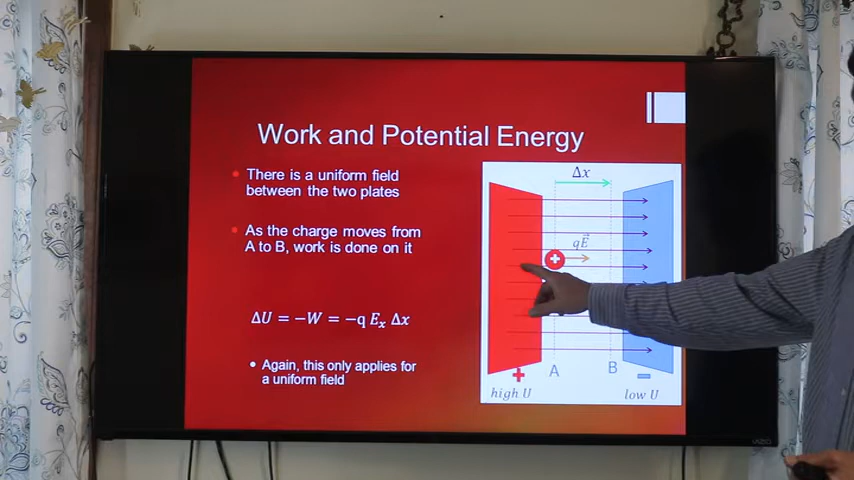 Work and Potential Energy
There is a uniform field
between the two plates
As the charge moves from
A to B, work is done on it
ΔU = −W = −q Eₓ Δx
Again, this only applies for
a uniform field
Δx
qE⃗
+
+
A
B
−
high U
low U
VIZIO